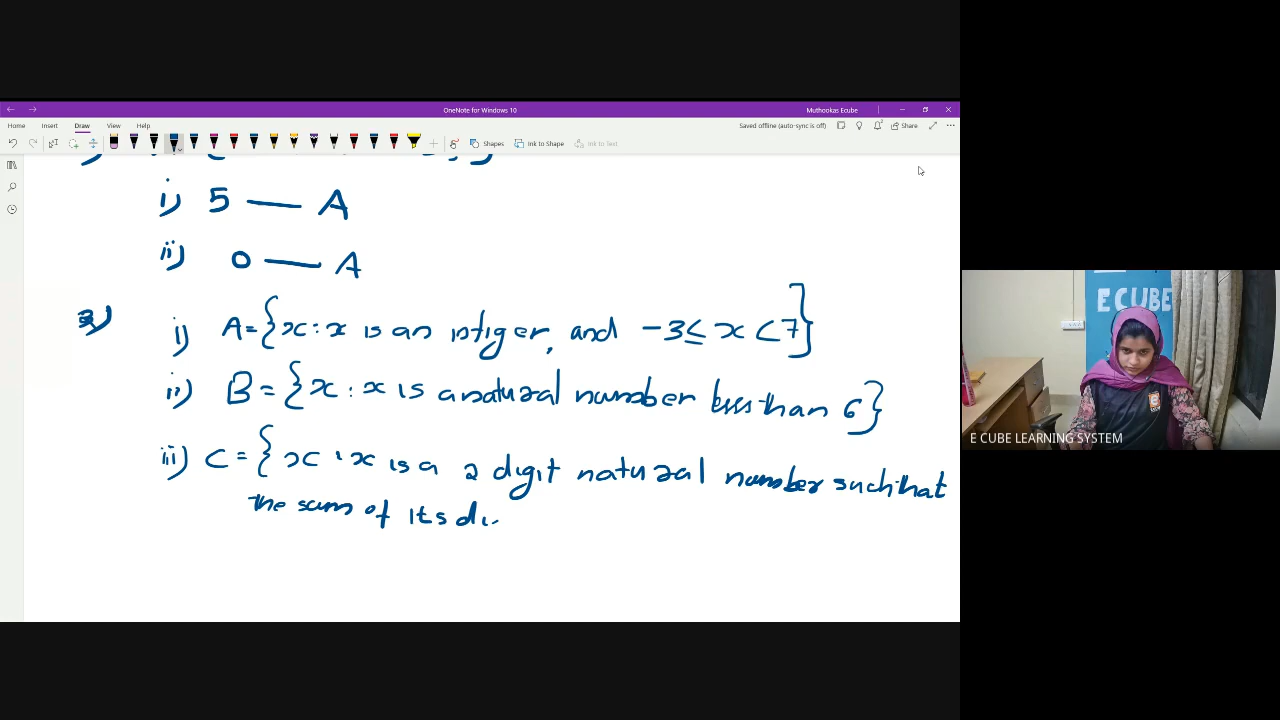 OneNote for Windows 10
Muthookas Ecube
Home Insert Draw View Help
Saved offline (auto-sync is off)
Share
Shapes
Ink to Shape
Ink to Text
i) 5 — A
ii) 0 — A
3)
i) A = {x : x is an intiger, and -3 ≤ x < 7}
ii) B = {x : x is a natural number less than 6}
iii) C = {x : x is a 2 digit natural number such that
the sum of its di
E CUBE
E CUBE LEARNING SYSTEM